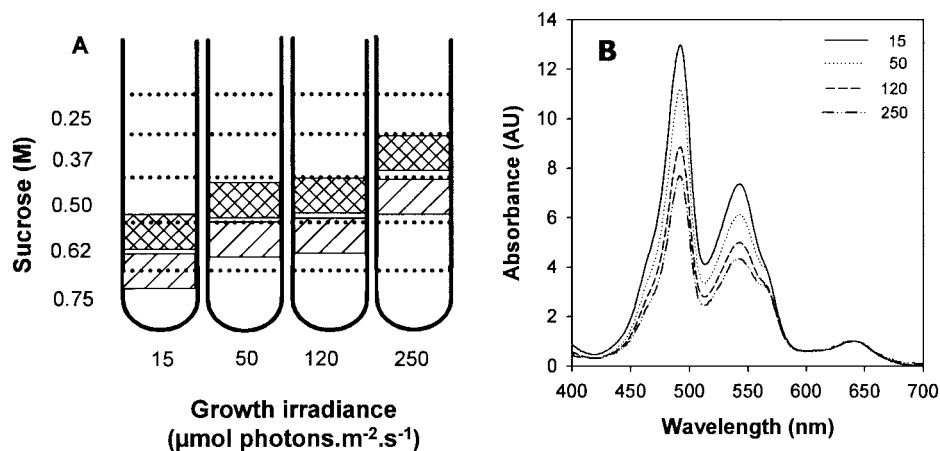 A
Sucrose (M)
0.25
0.37
0.50
0.62
0.75
15 50 120 250
Growth irradiance
(µmol photons.m-2.s-1)
B
Absorbance (AU)
14
12
10
8
6
4
2
0
15
50
120
250
400 450 500 550 600 650 700
Wavelength (nm)